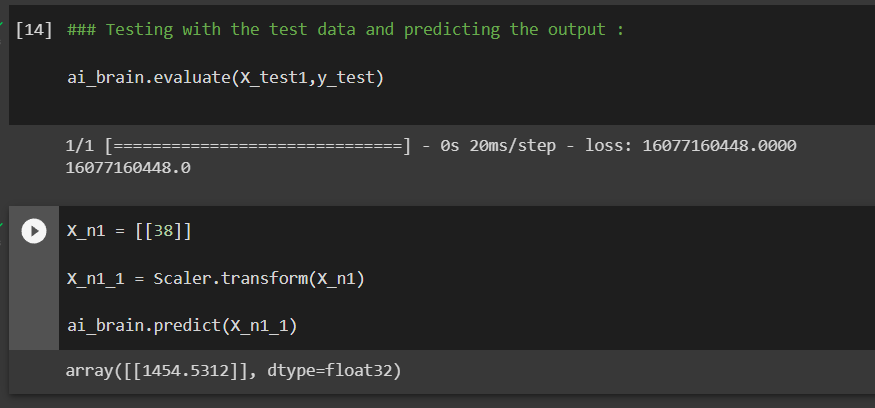 [14] ### Testing with the test data and predicting the output :
ai_brain.evaluate(X_test1,y_test)
1/1 [==============================] - 0s 20ms/step - loss: 16077160448.0000
16077160448.0
X_n1 = [[38]]
X_n1_1 = Scaler.transform(X_n1)
ai_brain.predict(X_n1_1)
array([[1454.5312]], dtype=float32)